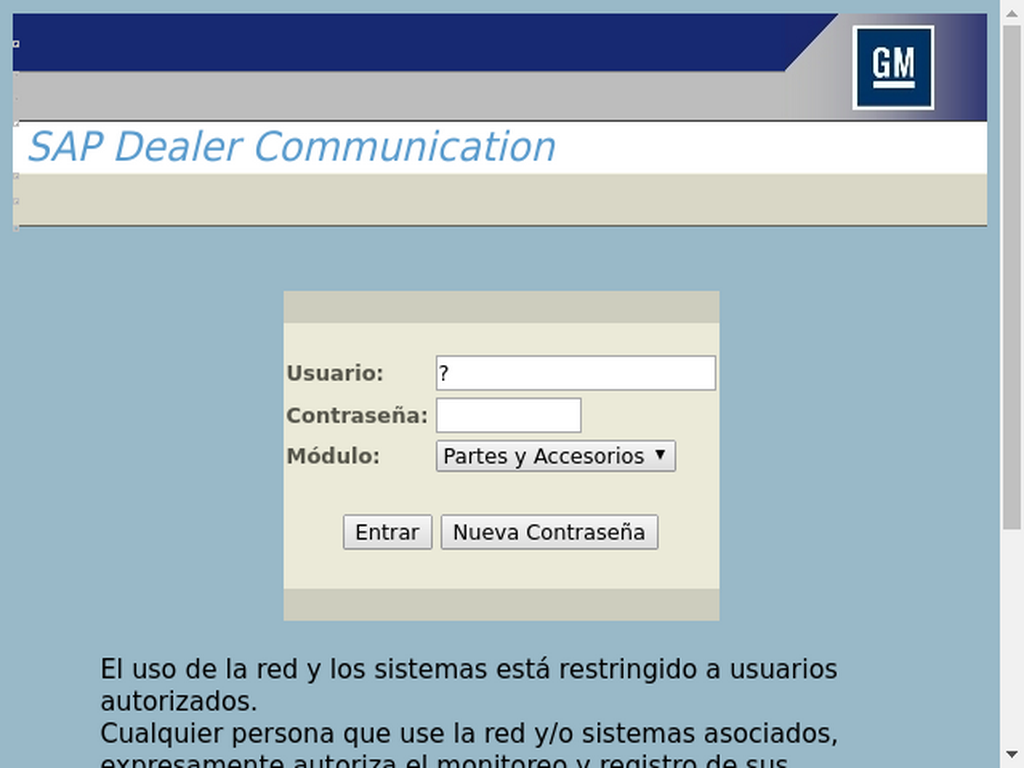 GM
SAP Dealer Communication
Usuario: ?
Contraseña:
Módulo: Partes y Accesorios
Entrar Nueva Contraseña
El uso de la red y los sistemas está restringido a usuarios
autorizados.
Cualquier persona que use la red y/o sistemas asociados,
expresamente autoriza el monitoreo y registro de sus